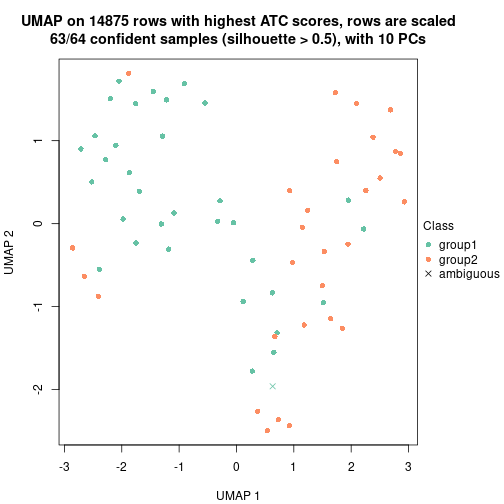 UMAP on 14875 rows with highest ATC scores, rows are scaled
63/64 confident samples (silhouette > 0.5), with 10 PCs
1
0
-1
-2
UMAP 2
-3
-2
-1
0
1
2
3
UMAP 1
Class
group1
group2
ambiguous